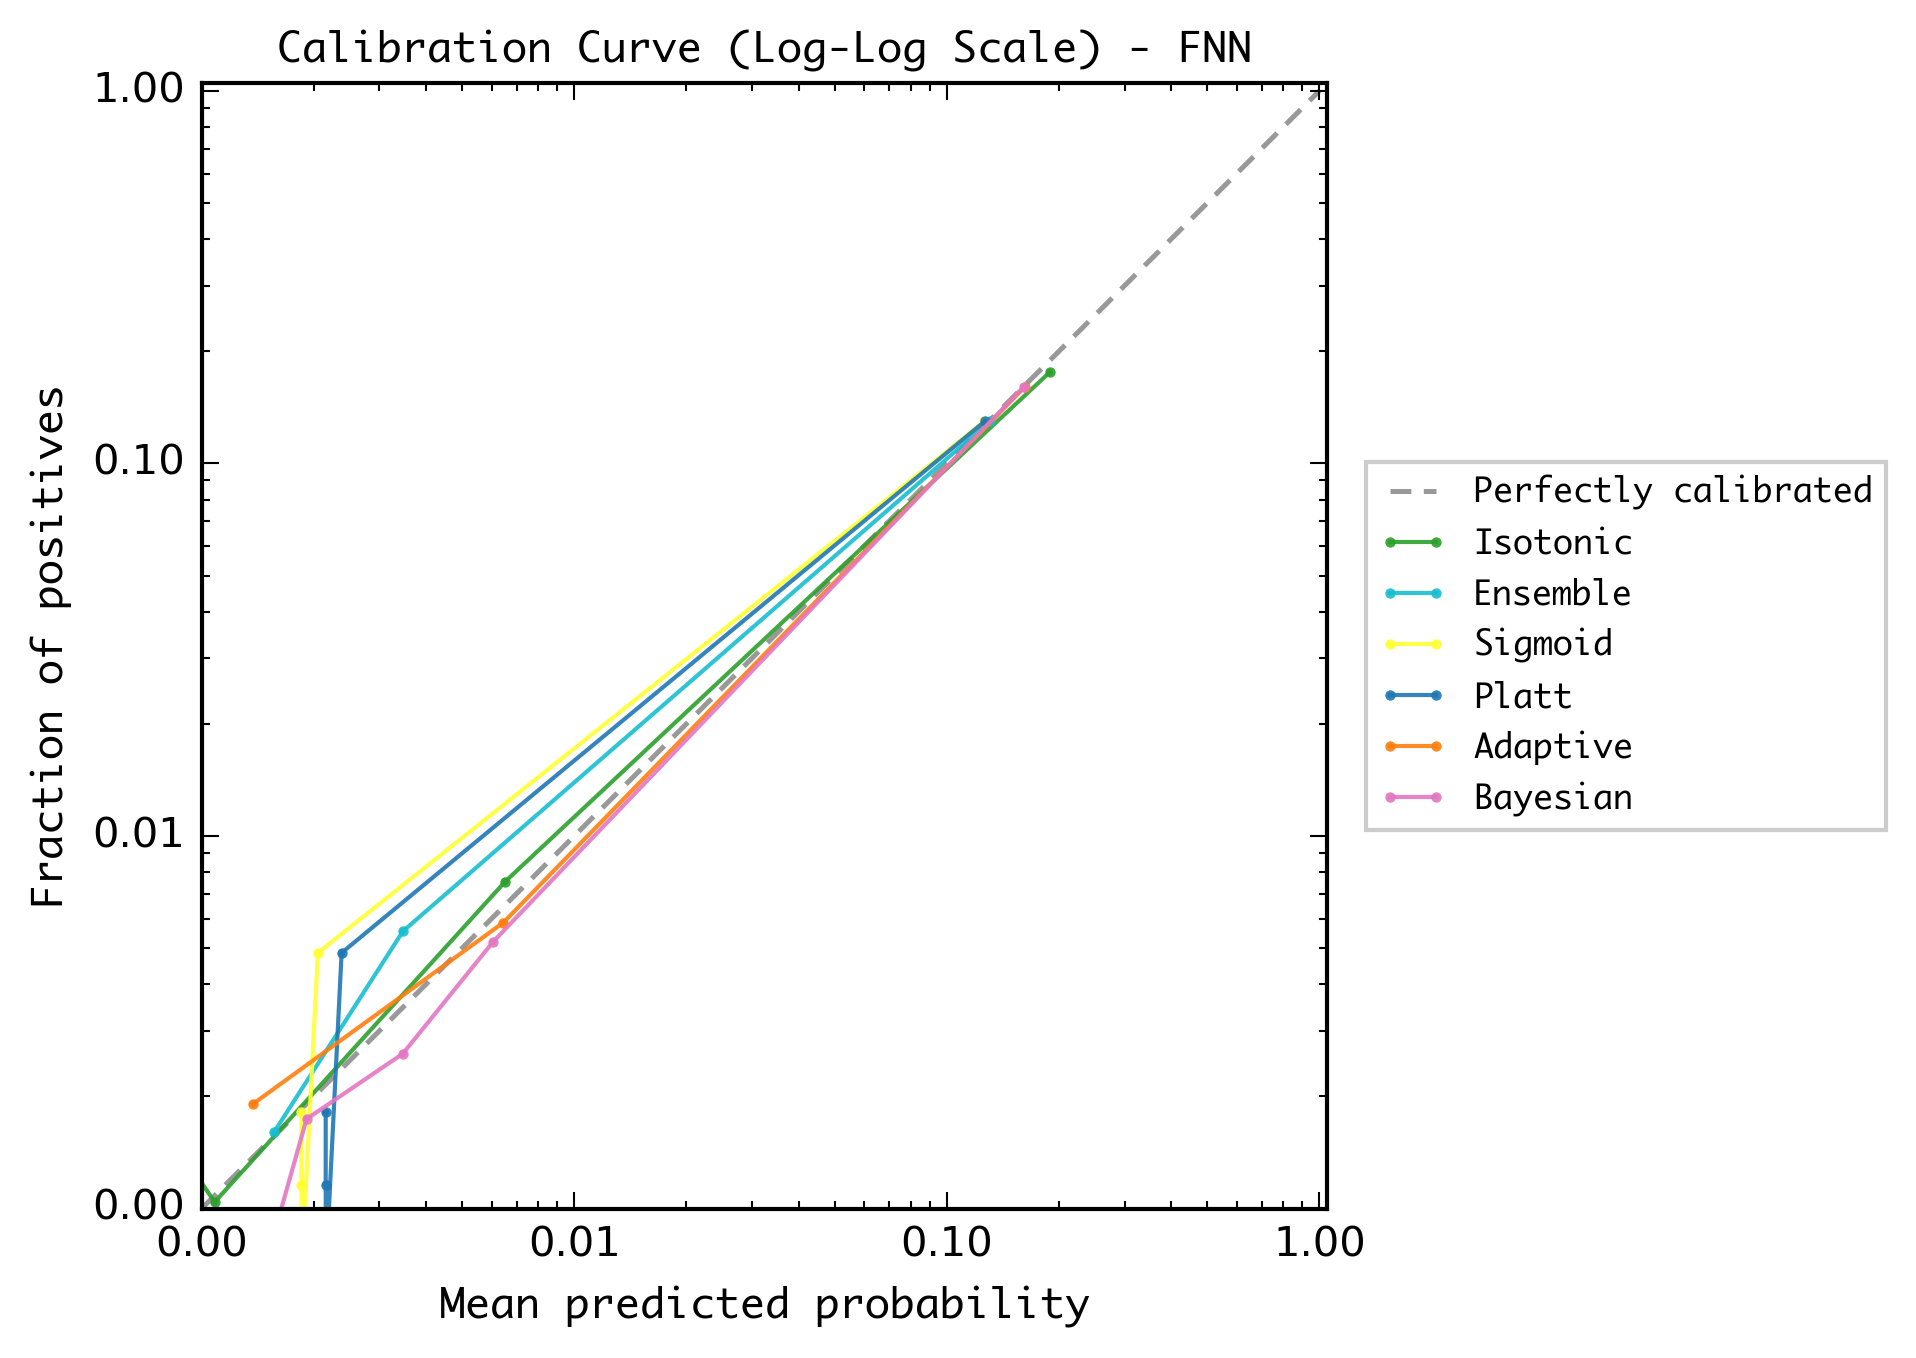 Calibration Curve (Log-Log Scale) - FNN
1.00
0.10
0.01
0.00
Fraction of positives
0.00
0.01
0.10
1.00
Mean predicted probability
Perfectly calibrated
Isotonic
Ensemble
Sigmoid
Platt
Adaptive
Bayesian